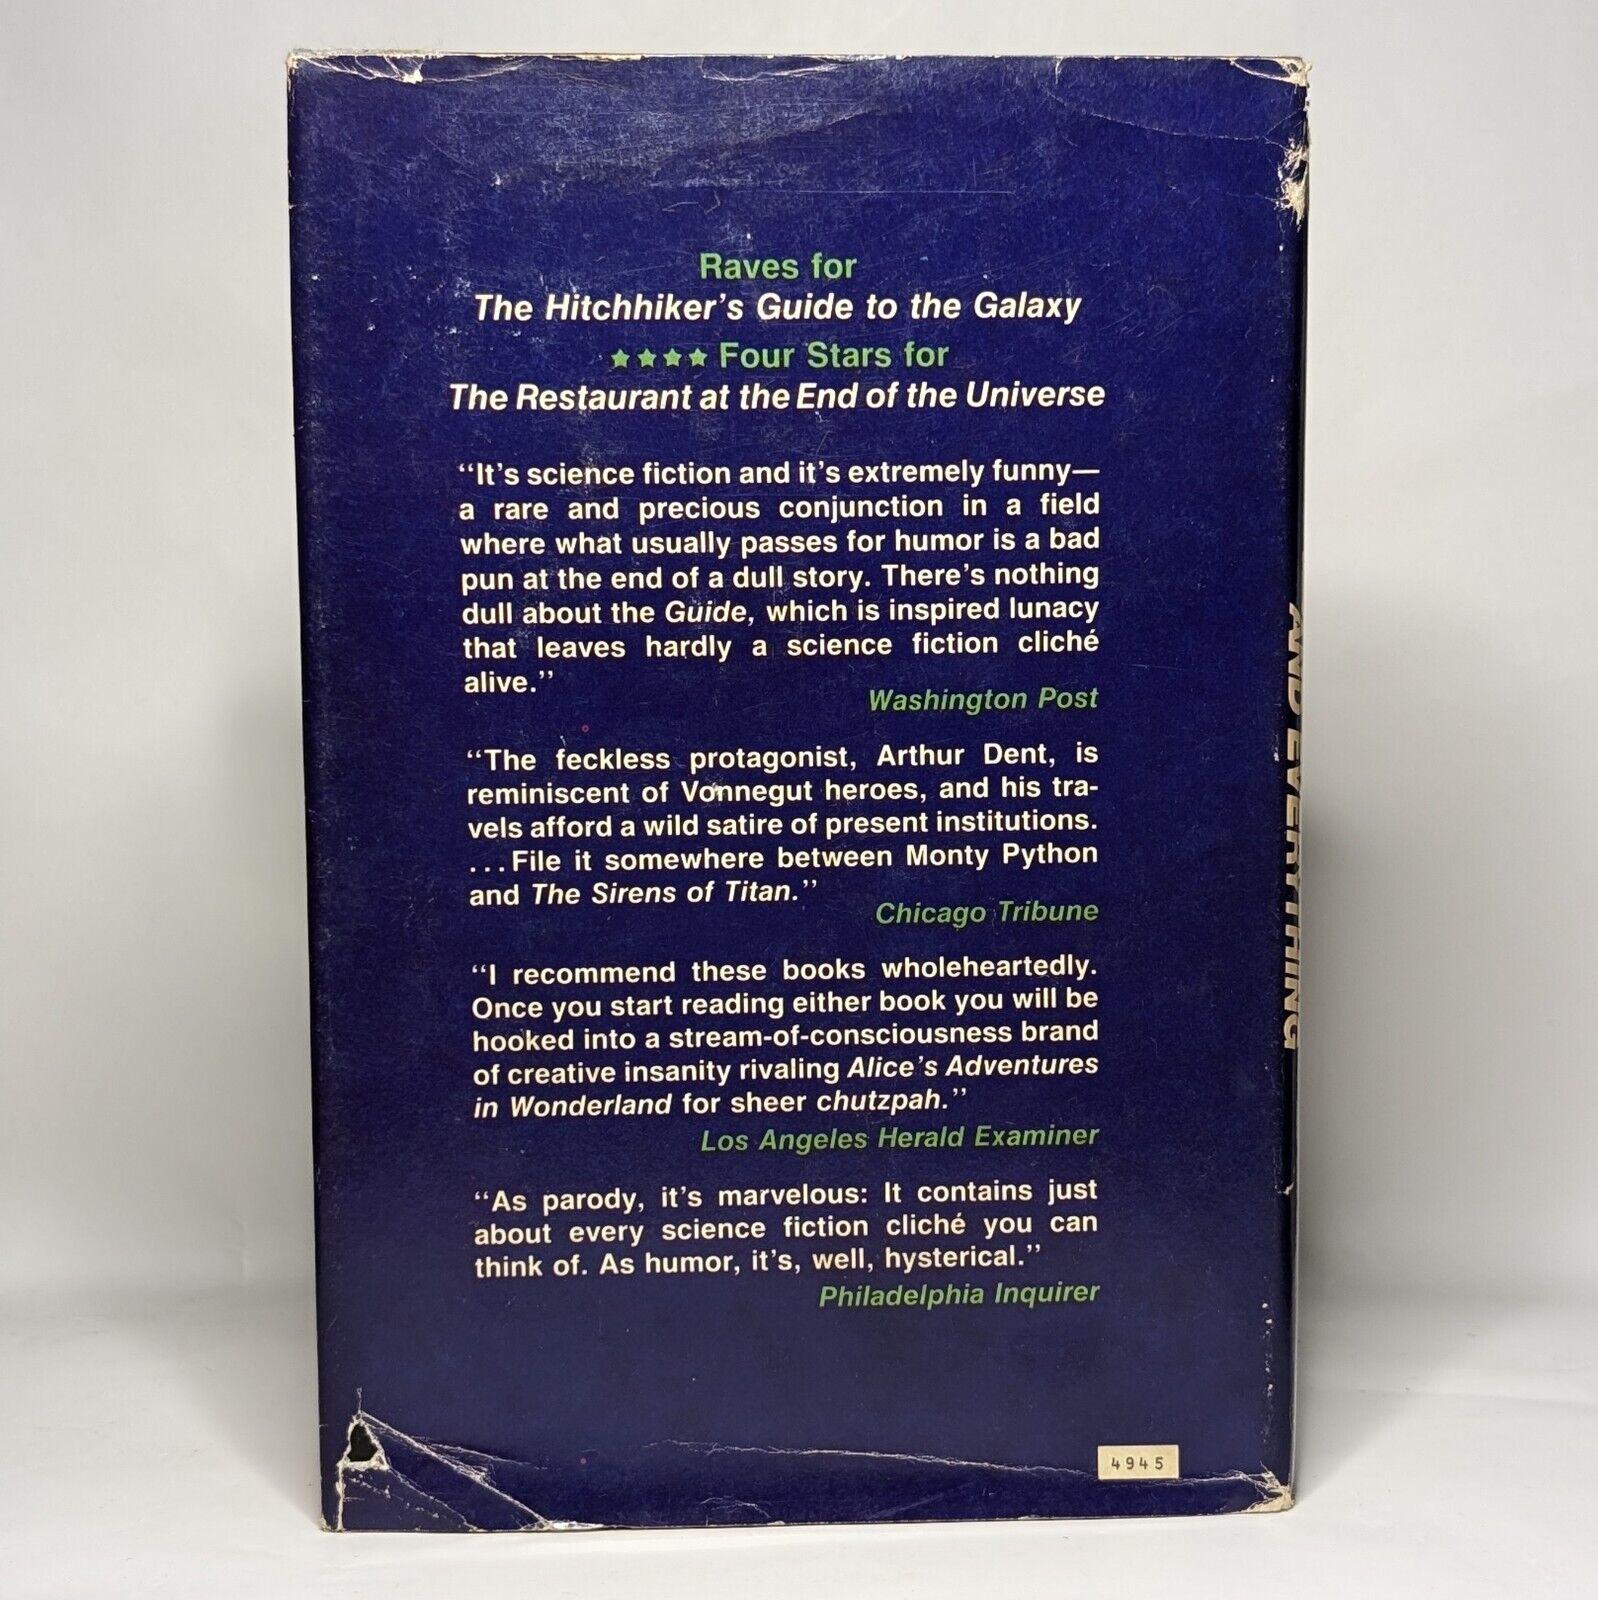 Raves for
The Hitchhiker's Guide to the Galaxy
★★★★ Four Stars for
The Restaurant at the End of the Universe
“It's science fiction and it's extremely funny—
a rare and precious conjunction in a field
where what usually passes for humor is a bad
pun at the end of a dull story. There's nothing
dull about the Guide, which is inspired lunacy
that leaves hardly a science fiction cliché
alive.”
Washington Post
“The feckless protagonist, Arthur Dent, is
reminiscent of Vonnegut heroes, and his tra-
vels afford a wild satire of present institutions.
...File it somewhere between Monty Python
and The Sirens of Titan.”
Chicago Tribune
“I recommend these books wholeheartedly.
Once you start reading either book you will be
hooked into a stream-of-consciousness brand
of creative insanity rivaling Alice's Adventures
in Wonderland for sheer chutzpah.”
Los Angeles Herald Examiner
“As parody, it's marvelous: It contains just
about every science fiction cliché you can
think of. As humor, it's, well, hysterical.”
Philadelphia Inquirer
4945
AND EVERYTHING